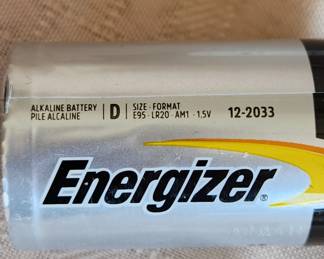 ALKALINE BATTERY
PILE ALCALINE
D
SIZE · FORMAT
E95 · LR20 · AM1 · 1.5V
12-2033
Energizer®